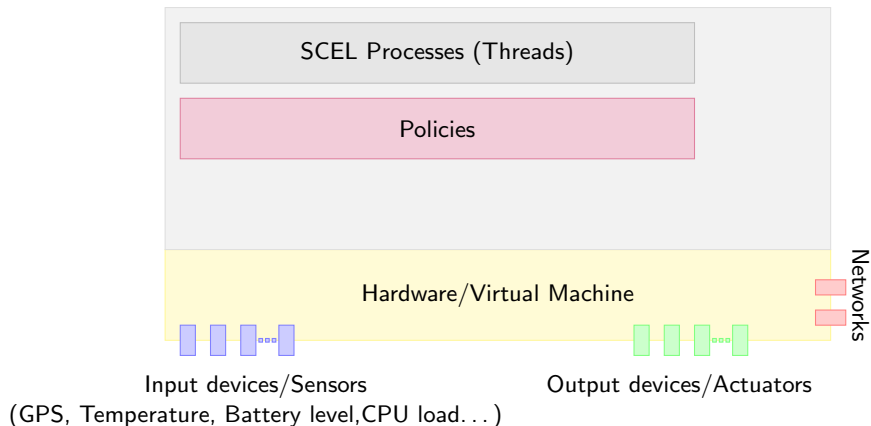 SCEL Processes (Threads)
Policies
Hardware/Virtual Machine
Networks
Input devices/Sensors
(GPS, Temperature, Battery level,CPU load...)
Output devices/Actuators